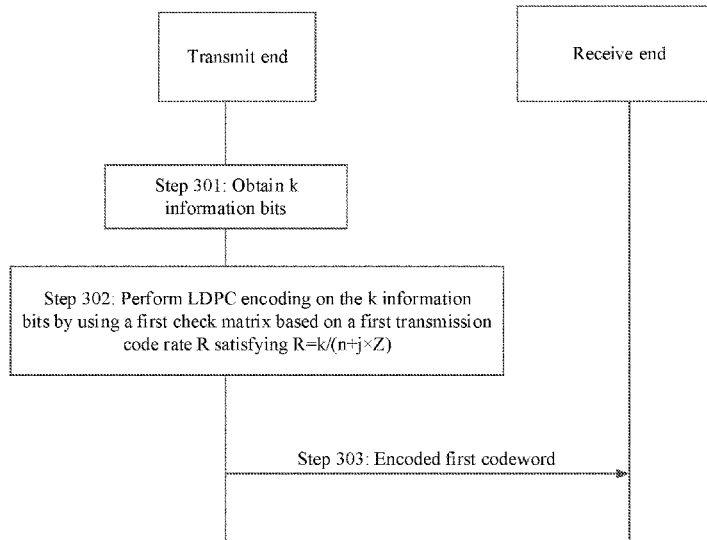 Transmit end
Receive end
Step 301: Obtain k
information bits
Step 302: Perform LDPC encoding on the k information
bits by using a first check matrix based on a first transmission
code rate R satisfying R=k/(n+j×Z)
Step 303: Encoded first codeword